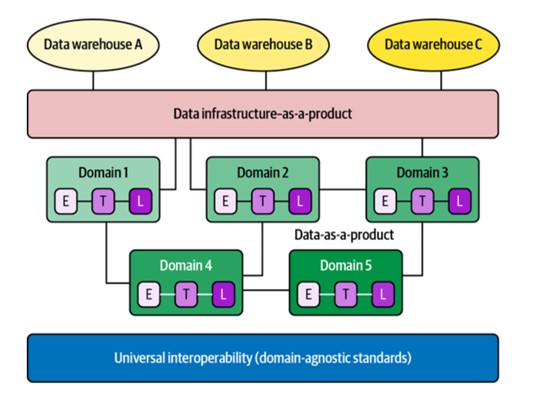 Data warehouse A
Data warehouse B
Data warehouse C
Data infrastructure-as-a-product
Domain 1
E T L
Domain 2
E T L
Domain 3
E T L
Data-as-a-product
Domain 4
E T L
Domain 5
E T L
Universal interoperability (domain-agnostic standards)